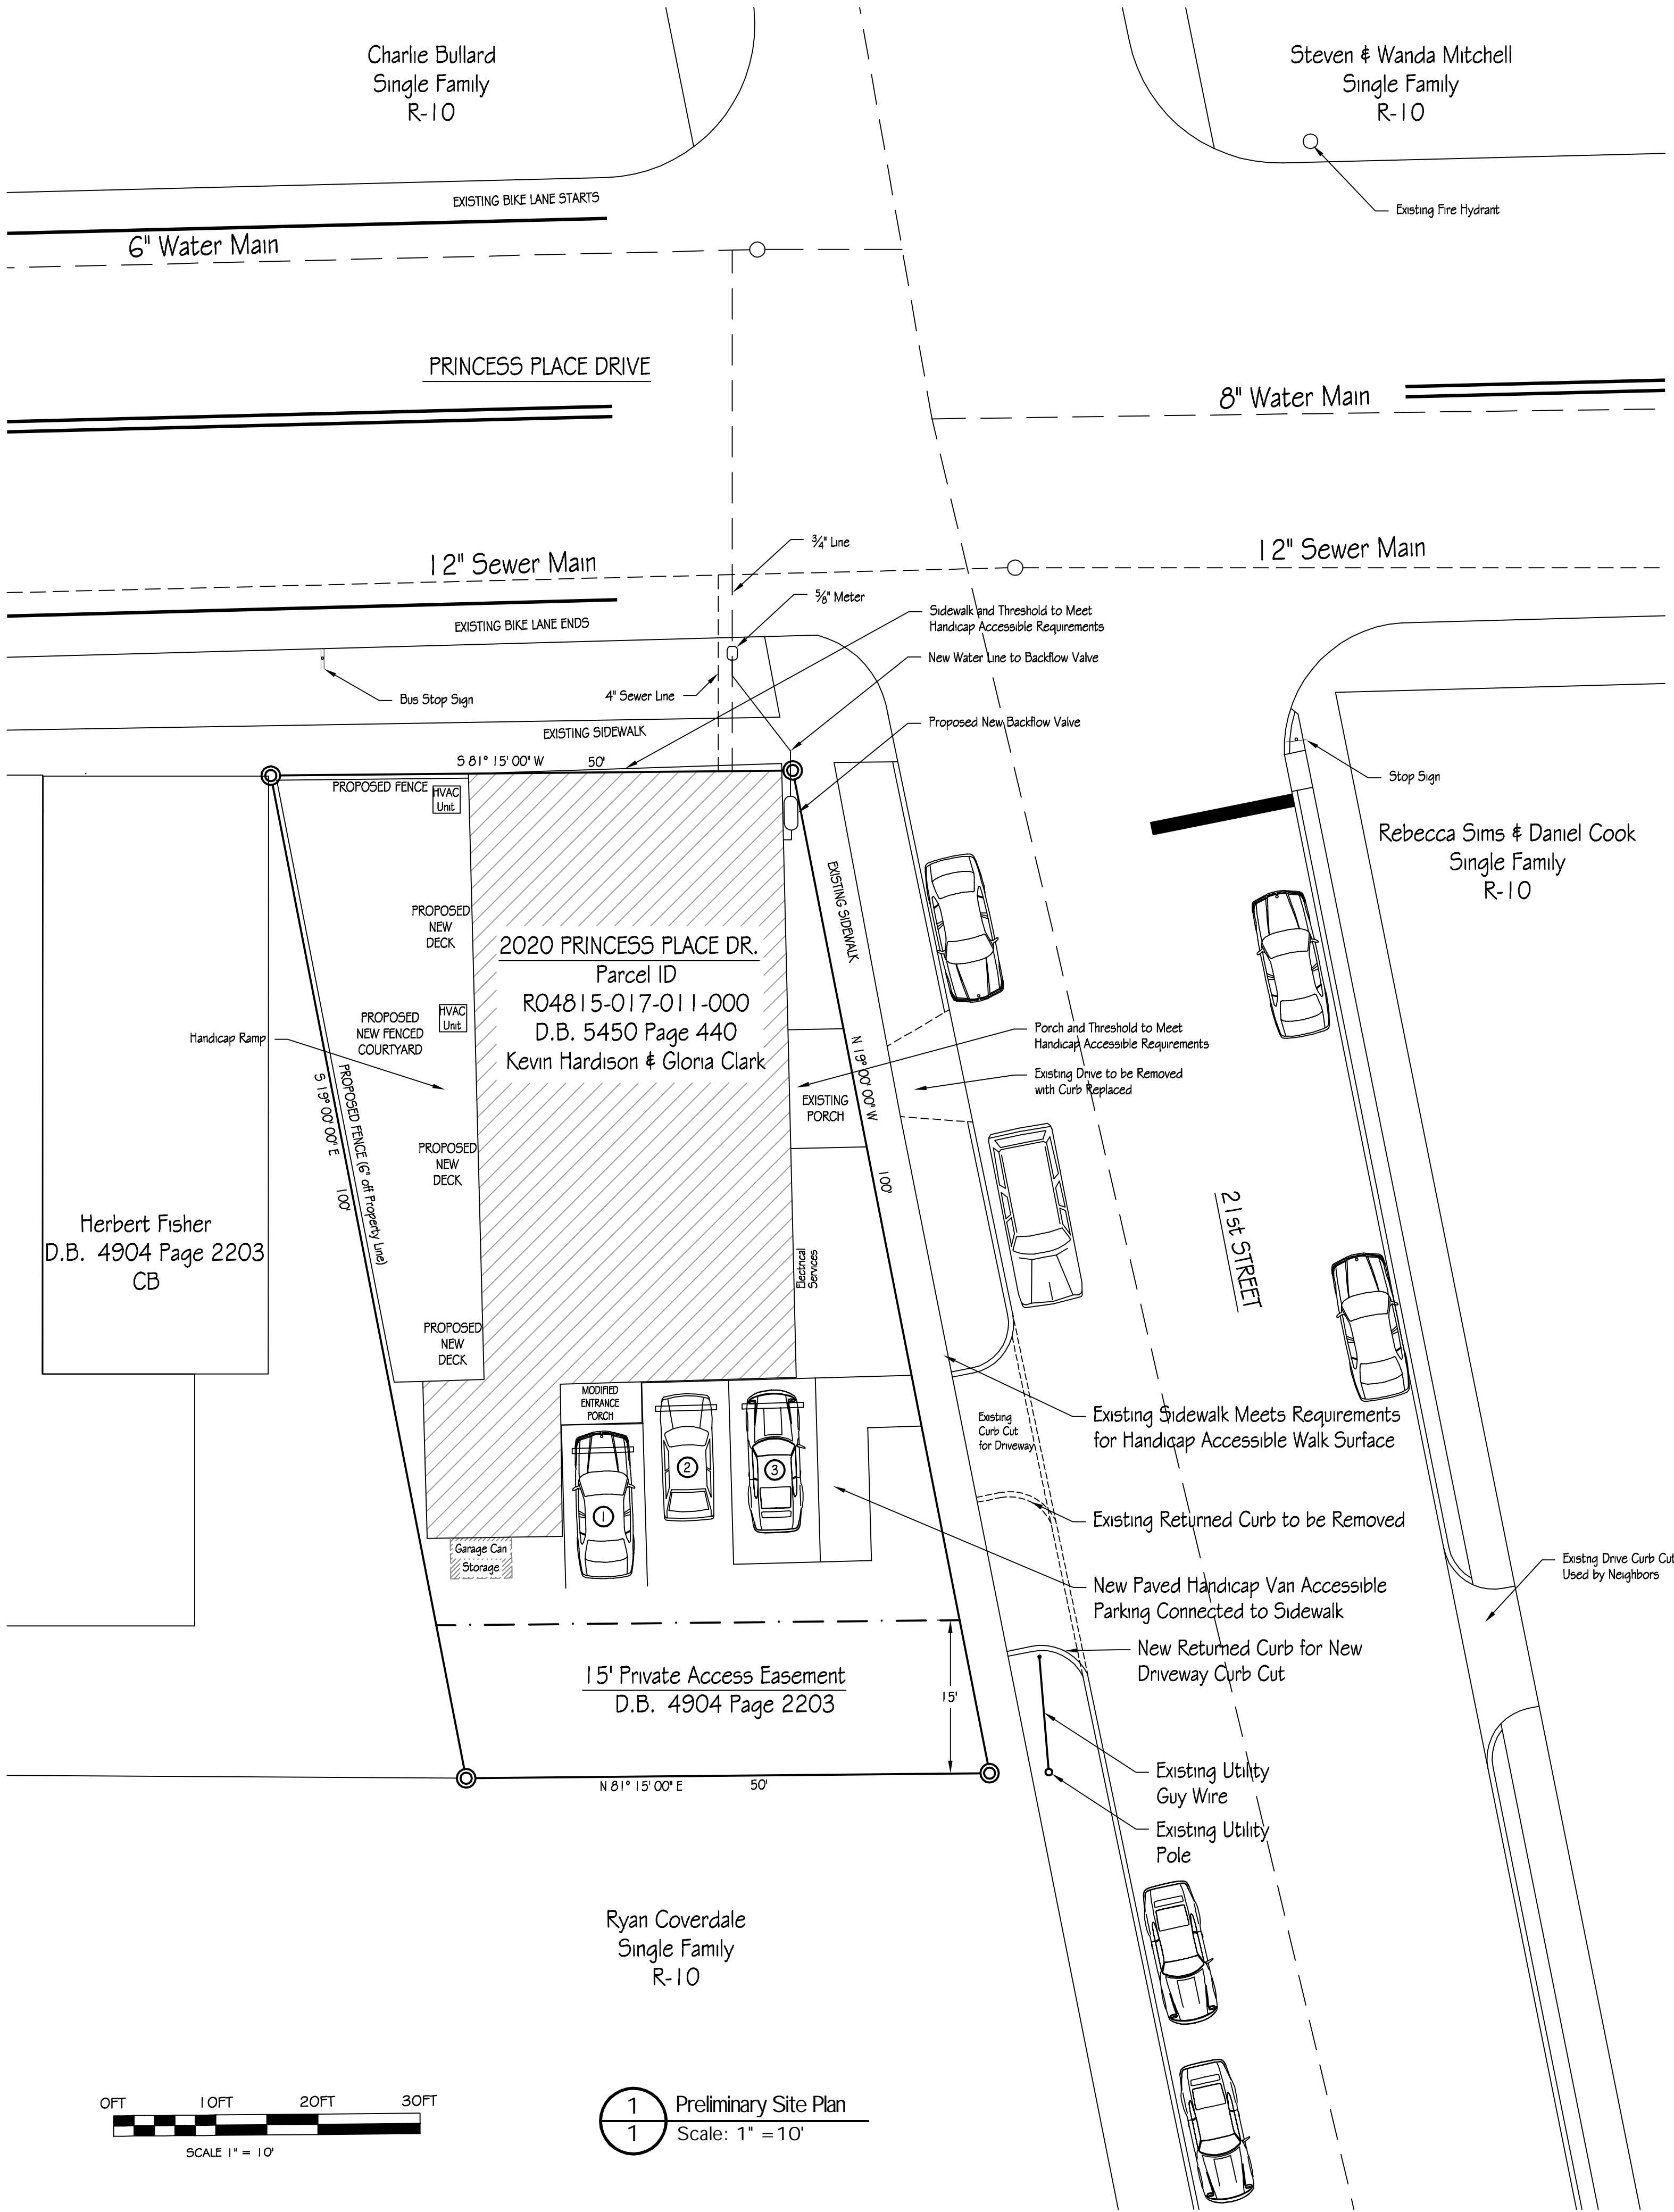 Charlie Bullard
Single Family
R-10
Steven & Wanda Mitchell
Single Family
R-10
Existing Fire Hydrant
EXISTING BIKE LANE STARTS
6" Water Main
PRINCESS PLACE DRIVE
8" Water Main
12" Sewer Main
12" Sewer Main
¾" Line
⅝" Meter
EXISTING BIKE LANE ENDS
Sidewalk and Threshold to Meet
Handicap Accessible Requirements
New Water Line to Backflow Valve
4" Sewer Line
Bus Stop Sign
Proposed New Backflow Valve
EXISTING SIDEWALK
S 81° 15' 00" W
50'
Stop Sign
PROPOSED FENCE
HVAC
Unit
Rebecca Sims & Daniel Cook
Single Family
R-10
EXISTING SIDEWALK
PROPOSED
NEW
DECK
2020 PRINCESS PLACE DR.
Parcel ID
R04815-017-011-000
D.B. 5450 Page 440
Kevin Hardison & Gloria Clark
HVAC
Unit
PROPOSED
NEW FENCED
COURTYARD
Handicap Ramp
Porch and Threshold to Meet
Handicap Accessible Requirements
Existing Drive to be Removed
with Curb Replaced
N 19° 00' 00" W
100'
EXISTING
PORCH
S 19° 00' 00" E
100'
PROPOSED FENCE (6" off Property Line)
PROPOSED
NEW
DECK
21st STREET
Herbert Fisher
D.B. 4904 Page 2203
CB
Electrical
Services
PROPOSED
NEW
DECK
MODIFIED
ENTRANCE
PORCH
Existing
Curb Cut
for Driveway
Existing Sidewalk Meets Requirements
for Handicap Accessible Walk Surface
1
2
3
Existing Returned Curb to be Removed
Garage Can
Storage
Existng Drive Curb Cut
Used by Neighbors
New Paved Handicap Van Accessible
Parking Connected to Sidewalk
New Returned Curb for New
Driveway Curb Cut
15' Private Access Easement
D.B. 4904 Page 2203
15'
N 81° 15' 00" E
50'
Existing Utility
Guy Wire
Existing Utility
Pole
Ryan Coverdale
Single Family
R-10
0FT
10FT
20FT
30FT
SCALE 1" = 10'
1
1
Preliminary Site Plan
Scale: 1" =10'